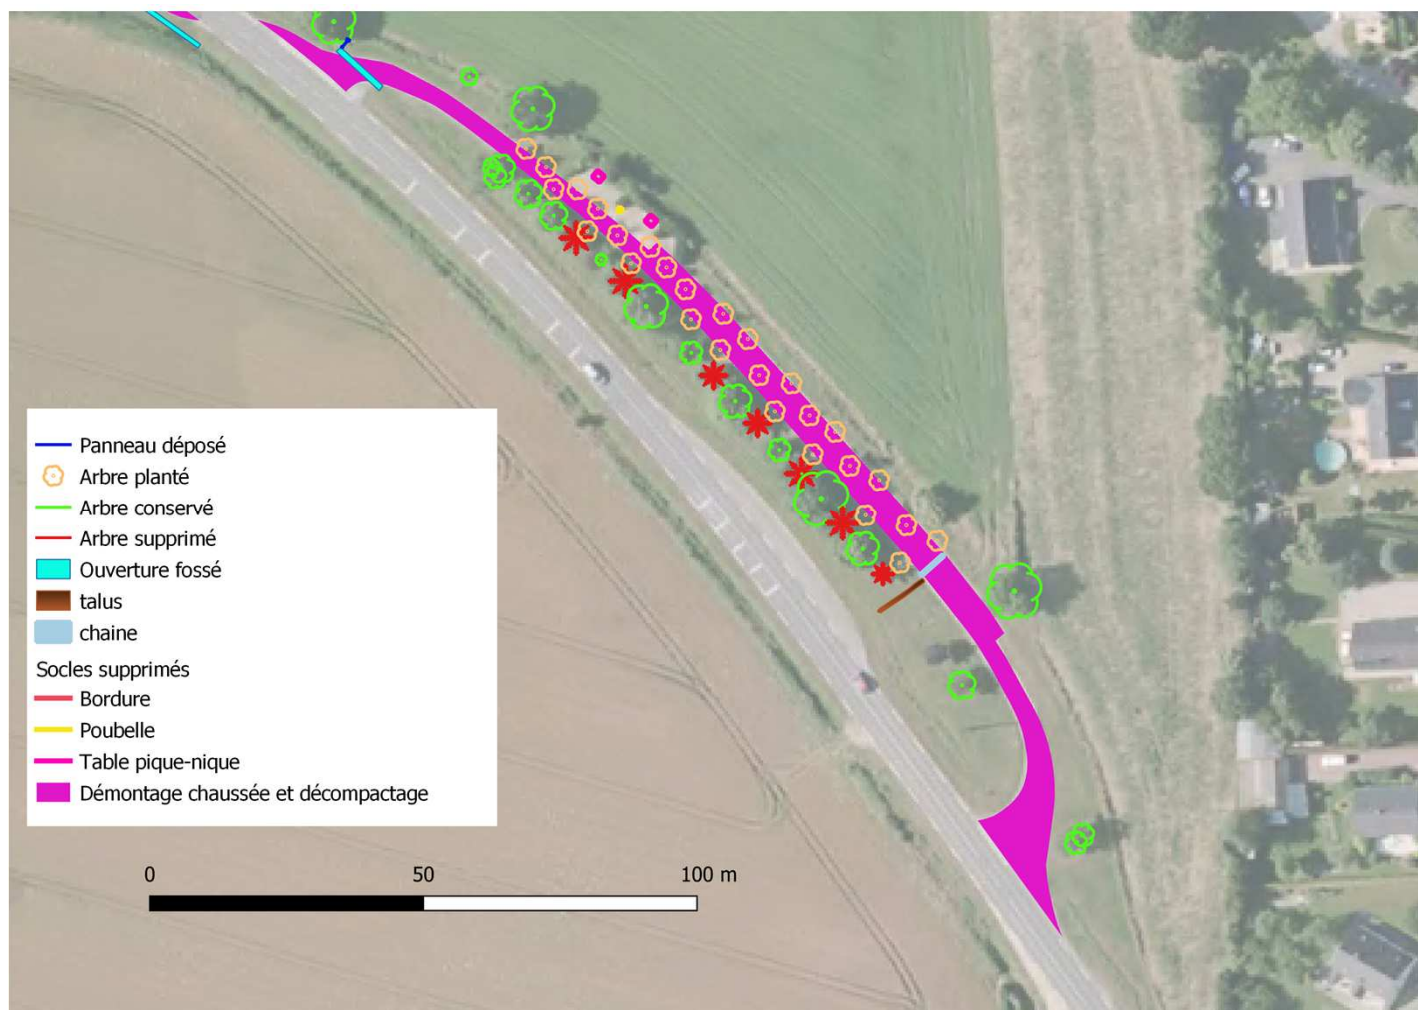 Panneau déposé
Arbre planté
Arbre conservé
Arbre supprimé
Ouverture fossé
talus
chaine
Socles supprimés
Bordure
Poubelle
Table pique-nique
Démontage chaussée et décompactage
0 50 100 m